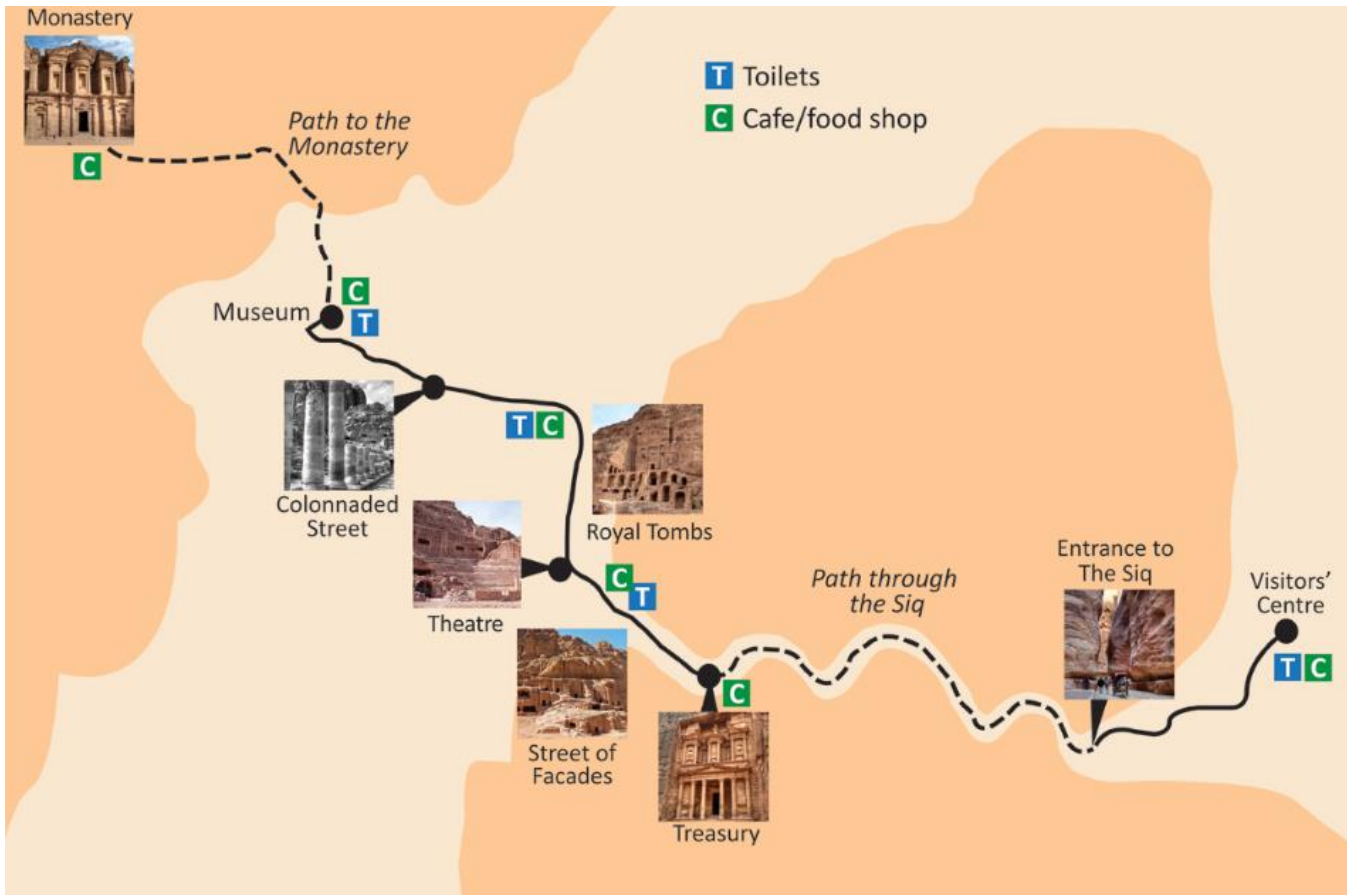 Monastery
C
Path to the
Monastery
T Toilets
C Cafe/food shop
C
Museum
T
Colonnaded
Street
T C
Royal Tombs
Theatre
C
T
Street of
Facades
C
Treasury
Path through
the Siq
Entrance to
The Siq
Visitors’
Centre
T C